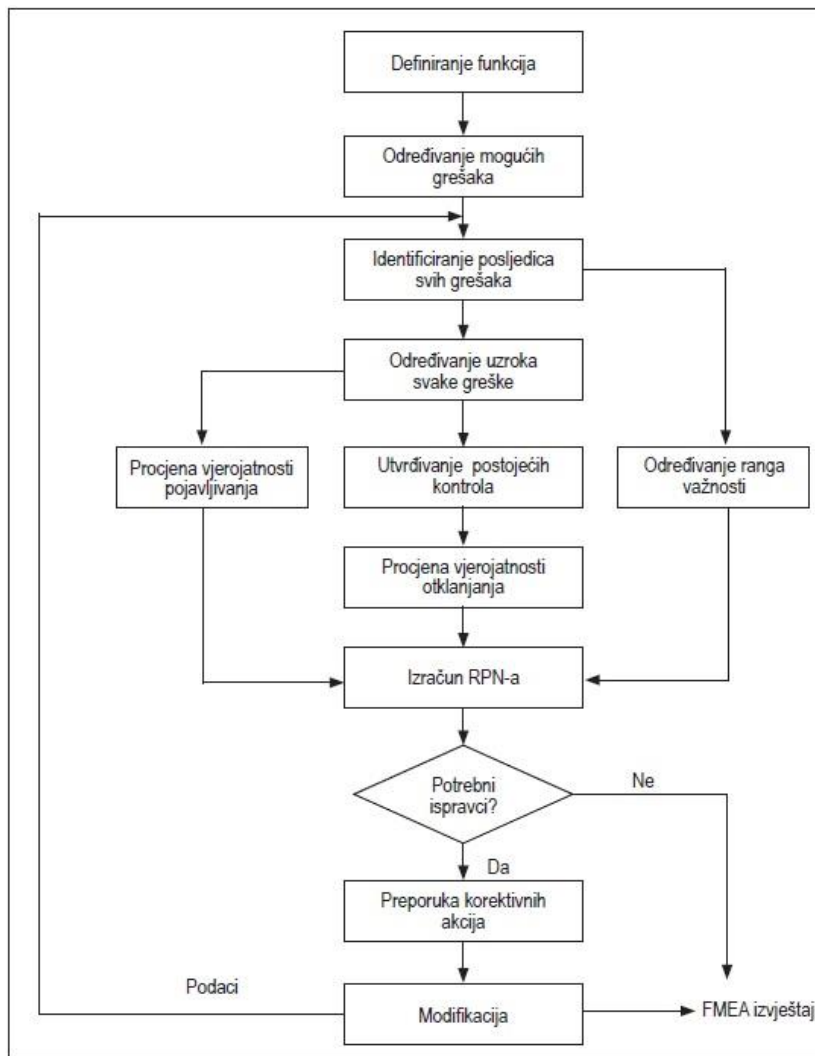 Definiranje funkcija
Određivanje mogućih
grešaka
Identificiranje posljedica
svih grešaka
Određivanje uzroka
svake greške
Procjena vjerojatnosti
pojavljivanja
Utvrđivanje postojećih
kontrola
Određivanje ranga
važnosti
Procjena vjerojatnosti
otklanjanja
Izračun RPN-a
Potrebni
ispravci?
Ne
Da
Preporuka korektivnih
akcija
Podaci
Modifikacija
FMEA izvještaj